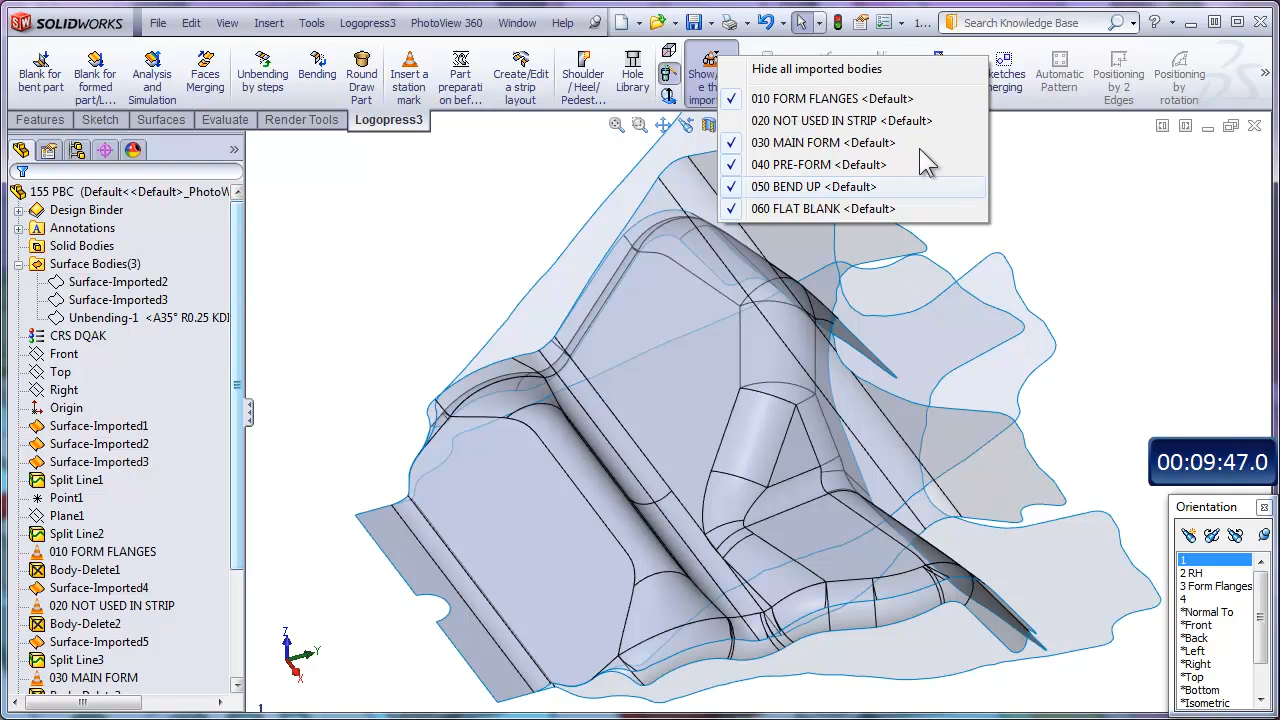 SOLIDWORKS File Edit View Insert Tools Logopress3 PhotoView 360 Window Help 1... Search Knowledge Base ?
Blank for bent part
Blank for formed part/L...
Analysis and Simulation
Faces Merging
Unbending by steps
Bending
Round Draw Part
Insert a station mark
Part preparati on bef...
Create/Edit a strip layout
Shoulder / Heel/ Pedest...
Hole Library
Automatic Pattern
Positioning by 2 Edges
Positioning by rotation
Features Sketch Surfaces Evaluate Render Tools Logopress3
Hide all imported bodies
010 FORM FLANGES <Default>
020 NOT USED IN STRIP <Default>
030 MAIN FORM <Default>
040 PRE-FORM <Default>
050 BEND UP <Default>
060 FLAT BLANK <Default>
155 PBC (Default<<Default>_PhotoW
Design Binder
Annotations
Solid Bodies
Surface Bodies(3)
Surface-Imported2
Surface-Imported3
Unbending-1 <A35° R0.25 KDI
CRS DQAK
Front
Top
Right
Origin
Surface-Imported1
Surface-Imported2
Surface-Imported3
Split Line1
Point1
Plane1
Split Line2
010 FORM FLANGES
Body-Delete1
Surface-Imported4
020 NOT USED IN STRIP
Body-Delete2
Surface-Imported5
Split Line3
030 MAIN FORM
Z
Y
X
1
00:09:47.0
Orientation
1
2 RH
3 Form Flanges
4
*Normal To
*Front
*Back
*Left
*Right
*Top
*Bottom
*Isometric